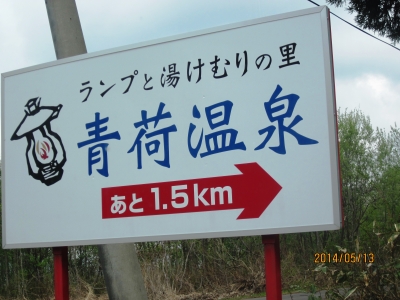 ランプと湯けむりの里
青荷温泉
あと1.5km
2014/05/13